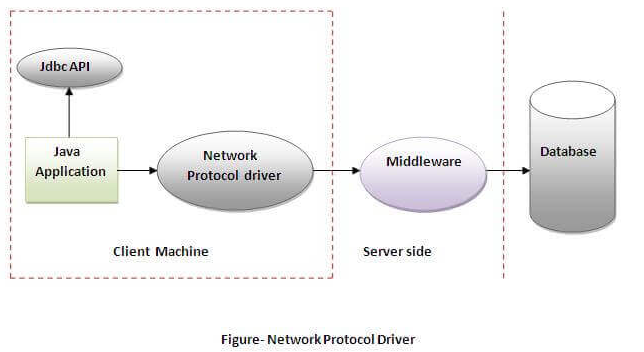 Jdbc API
Java
Application
Network
Protocol driver
Middleware
Database
Client Machine
Server side
Figure- Network Protocol Driver